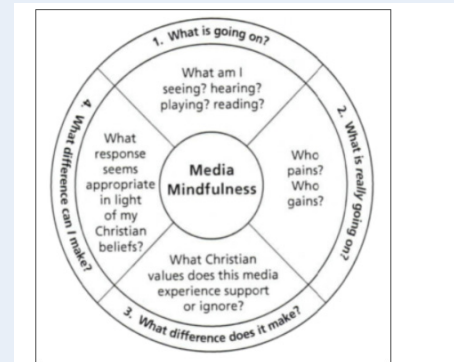 1. What is going on?
What am I
seeing? hearing?
playing? reading?
2. What is really going on?
Who
pains?
Who
gains?
3. What difference does it make?
What Christian
values does this media
experience support
or ignore?
4. What difference can I make?
What
response
seems
appropriate
in light
of my
Christian
beliefs?
Media
Mindfulness